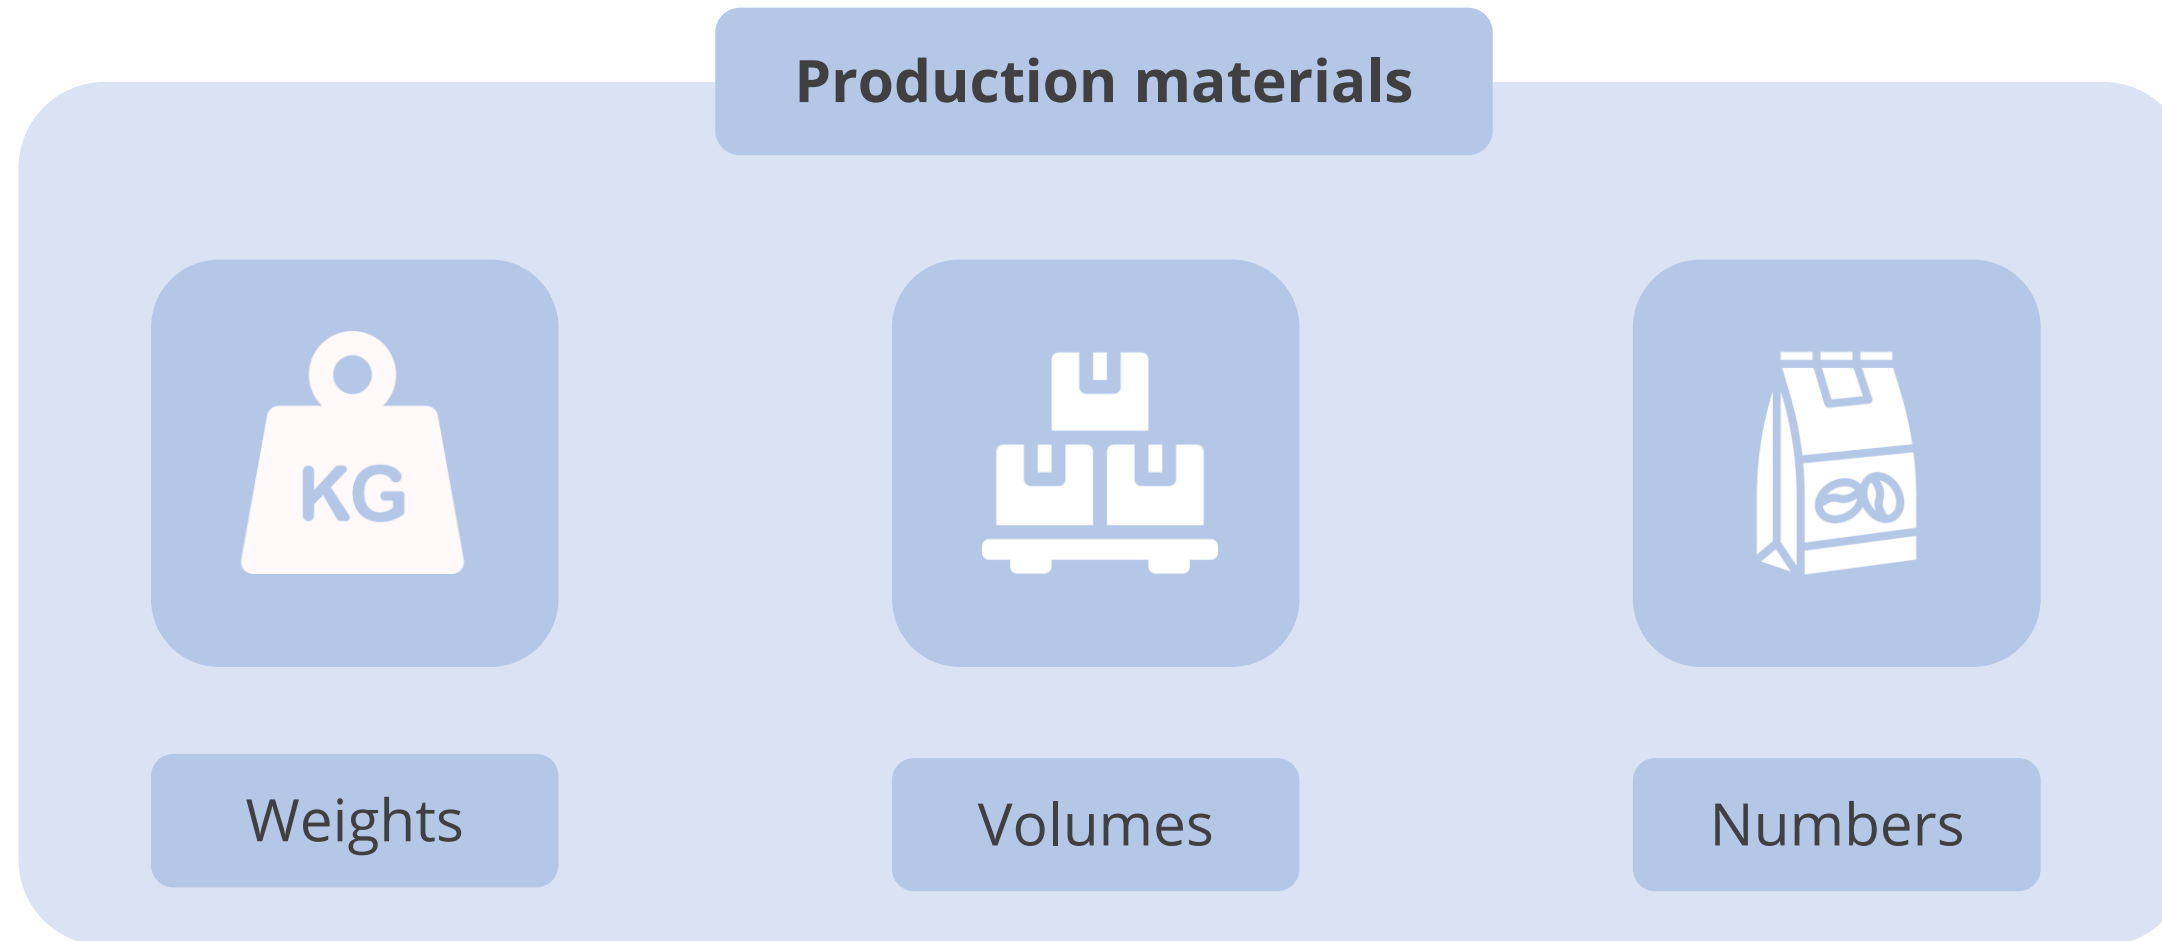 Production materials
KG
Weights
Volumes
Numbers